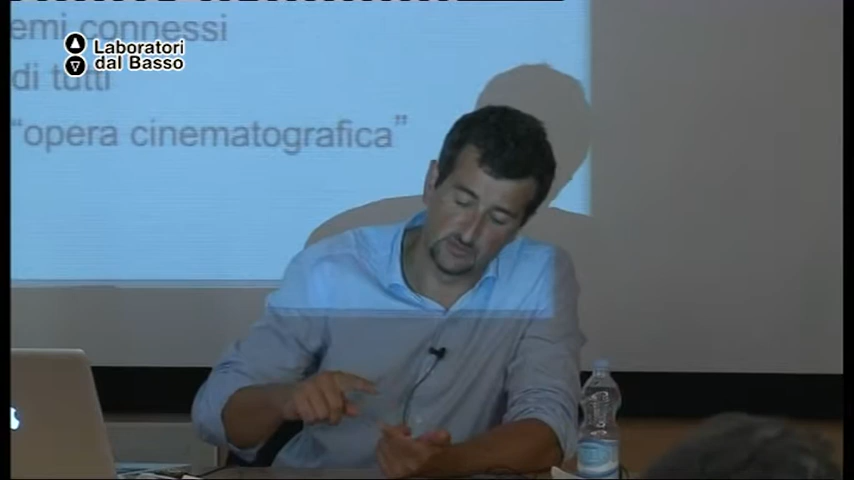 emi connessi
Laboratori
dal Basso
di tutti
“opera cinematografica”